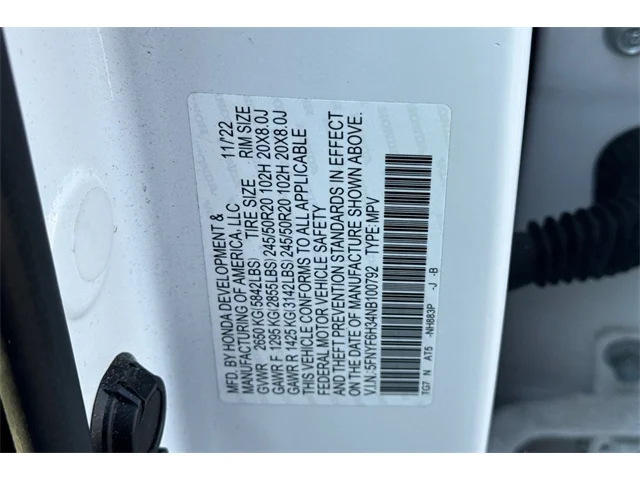 MFD. BY HONDA DEVELOPMENT &
MANUFACTURING OF AMERICA, LLC 11/22
GVWR 2650 KG(5842LBS) TIRE SIZE RIM SIZE
GAWR F 1295 KG(2855LBS) 245/50R20 102H 20X8.0J
GAWR R 1425 KG(3142LBS) 245/50R20 102H 20X8.0J
THIS VEHICLE CONFORMS TO ALL APPLICABLE
FEDERAL MOTOR VEHICLE SAFETY
AND THEFT PREVENTION STANDARDS IN EFFECT
ON THE DATE OF MANUFACTURE SHOWN ABOVE.
V.I.N.:5FNYF8H34NB100792 TYPE:MPV
TG7 N AT5 -NH883P -J -B